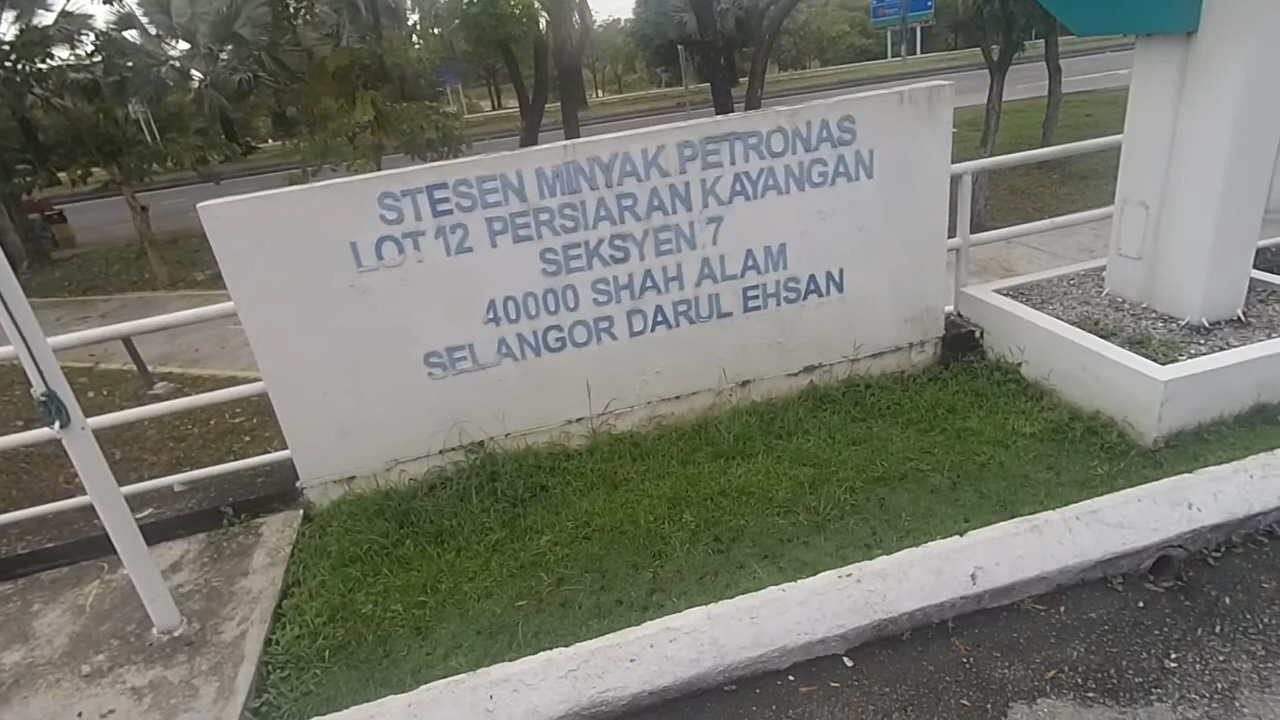 STESEN MINYAK PETRONAS
LOT 12 PERSIARAN KAYANGAN
SEKSYEN 7
40000 SHAH ALAM
SELANGOR DARUL EHSAN